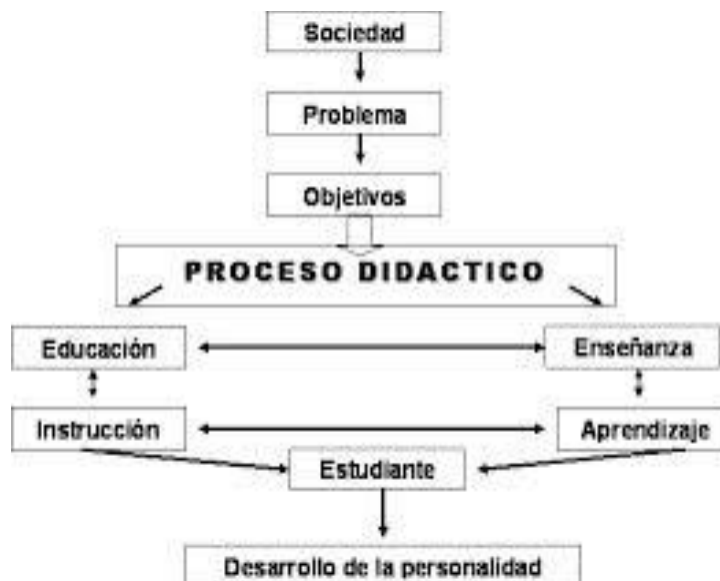 Sociedad
Problema
Objetivos
PROCESO DIDACTICO
Educación
Enseñanza
Instrucción
Aprendizaje
Estudiante
Desarrollo de la personalidad